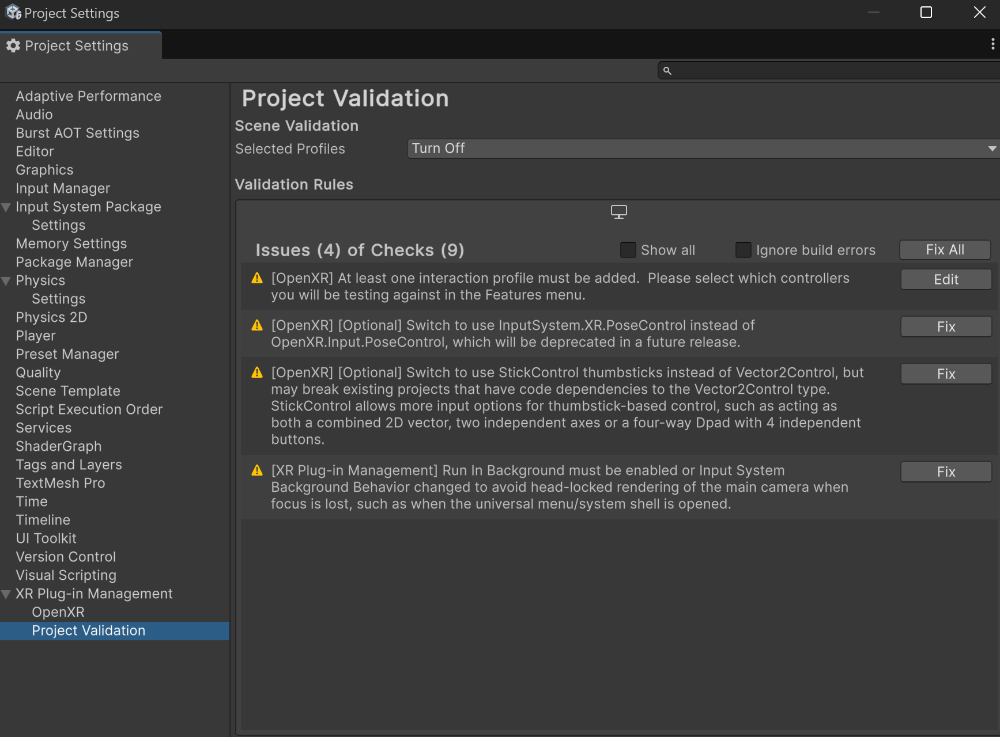 Project Settings
Project Settings
Adaptive Performance
Audio
Burst AOT Settings
Editor
Graphics
Input Manager
Input System Package
Settings
Memory Settings
Package Manager
Physics
Settings
Physics 2D
Player
Preset Manager
Quality
Scene Template
Script Execution Order
Services
ShaderGraph
Tags and Layers
TextMesh Pro
Time
Timeline
UI Toolkit
Version Control
Visual Scripting
XR Plug-in Management
OpenXR
Project Validation
Project Validation
Scene Validation
Selected Profiles Turn Off
Validation Rules
Issues (4) of Checks (9) Show all Ignore build errors Fix All
[OpenXR] At least one interaction profile must be added.  Please select which controllers
you will be testing against in the Features menu.
Edit
[OpenXR] [Optional] Switch to use InputSystem.XR.PoseControl instead of
OpenXR.Input.PoseControl, which will be deprecated in a future release.
Fix
[OpenXR] [Optional] Switch to use StickControl thumbsticks instead of Vector2Control, but
may break existing projects that have code dependencies to the Vector2Control type.
StickControl allows more input options for thumbstick-based control, such as acting as
both a combined 2D vector, two independent axes or a four-way Dpad with 4 independent
buttons.
Fix
[XR Plug-in Management] Run In Background must be enabled or Input System
Background Behavior changed to avoid head-locked rendering of the main camera when
focus is lost, such as when the universal menu/system shell is opened.
Fix